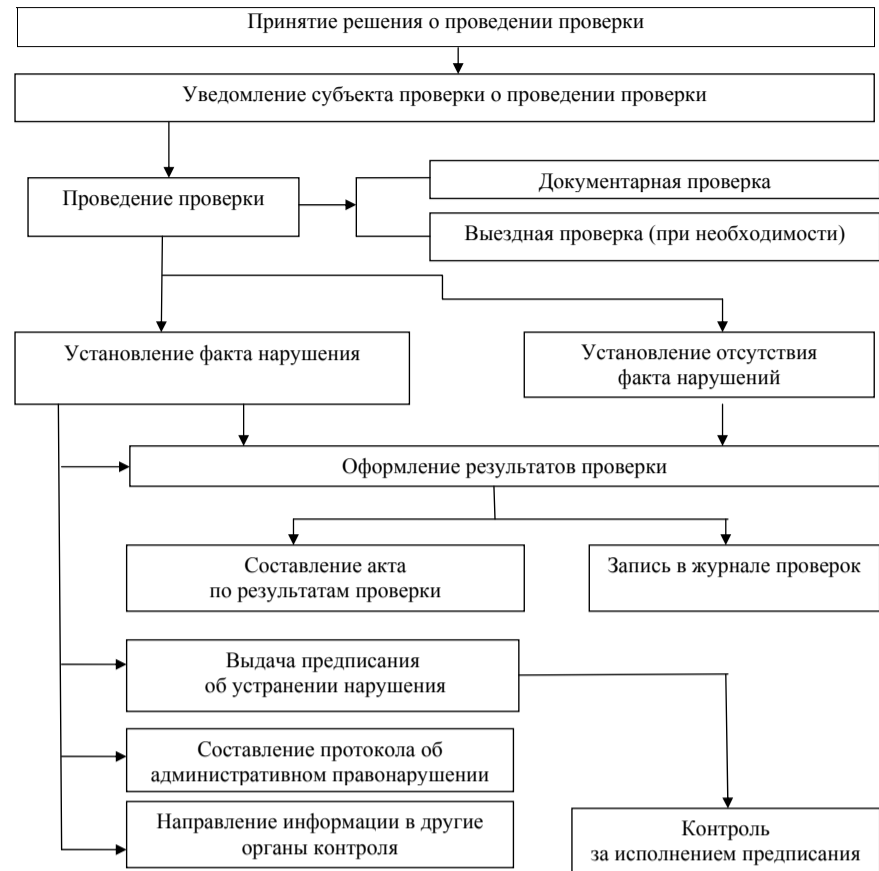 Принятие решения о проведении проверки
Уведомление субъекта проверки о проведении проверки
Проведение проверки
Документарная проверка
Выездная проверка (при необходимости)
Установление факта нарушения
Установление отсутствия
факта нарушений
Оформление результатов проверки
Составление акта
по результатам проверки
Запись в журнале проверок
Выдача предписания
об устранении нарушения
Составление протокола об
административном правонарушении
Направление информации в другие
органы контроля
Контроль
за исполнением предписания